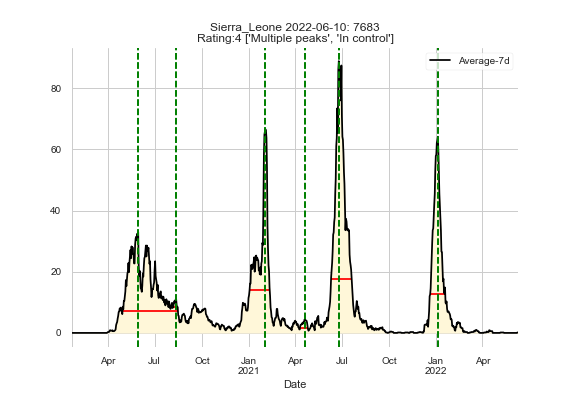 Sierra_Leone 2022-06-10: 7683
Rating:4 ['Multiple peaks', 'In control']
Average-7d
80
60
40
20
0
Apr
Jul
Oct
Jan
2021
Apr
Jul
Oct
Jan
2022
Apr
Date